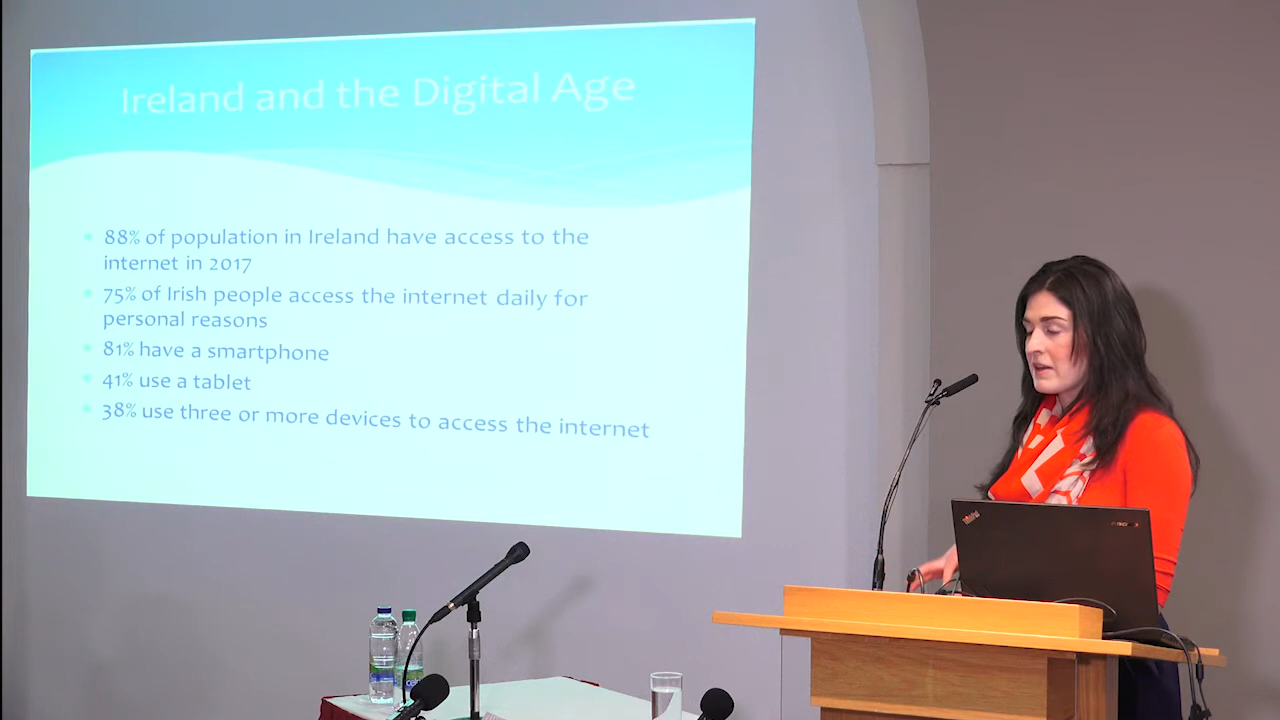 Ireland and the Digital Age
88% of population in Ireland have access to the
internet in 2017
75% of Irish people access the internet daily for
personal reasons
81% have a smartphone
41% use a tablet
38% use three or more devices to access the internet
ThinkPad